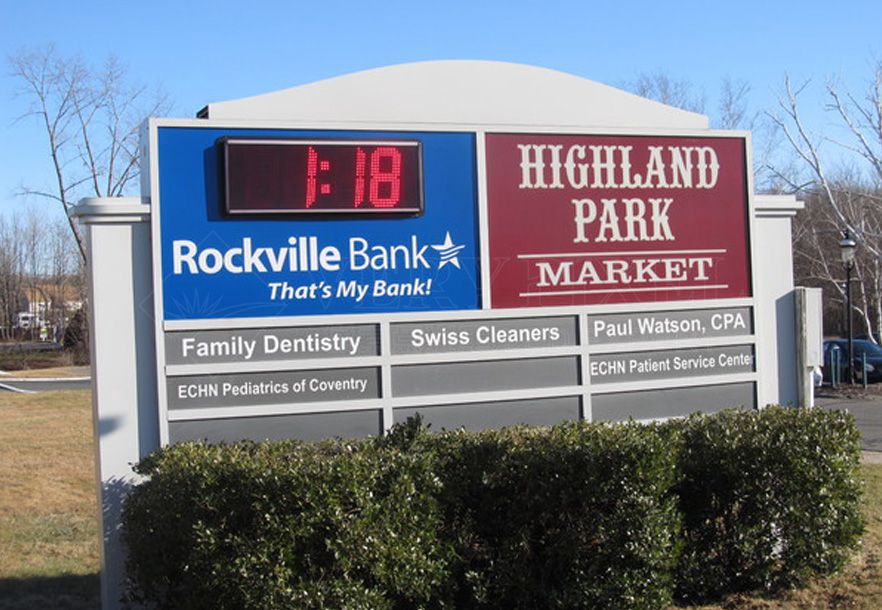 1:18
Rockville Bank
That's My Bank!
HIGHLAND
PARK
MARKET
Family Dentistry
Swiss Cleaners
Paul Watson, CPA
ECHN Pediatrics of Coventry
ECHN Patient Service Center